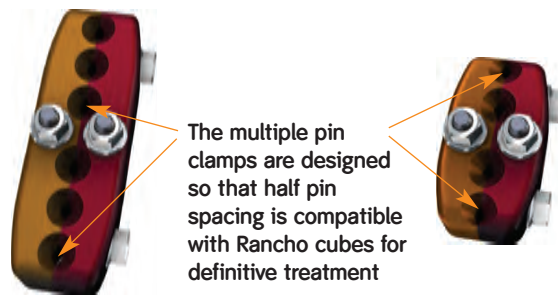 The multiple pin
clamps are designed
so that half pin
spacing is compatible
with Rancho cubes for
definitive treatment